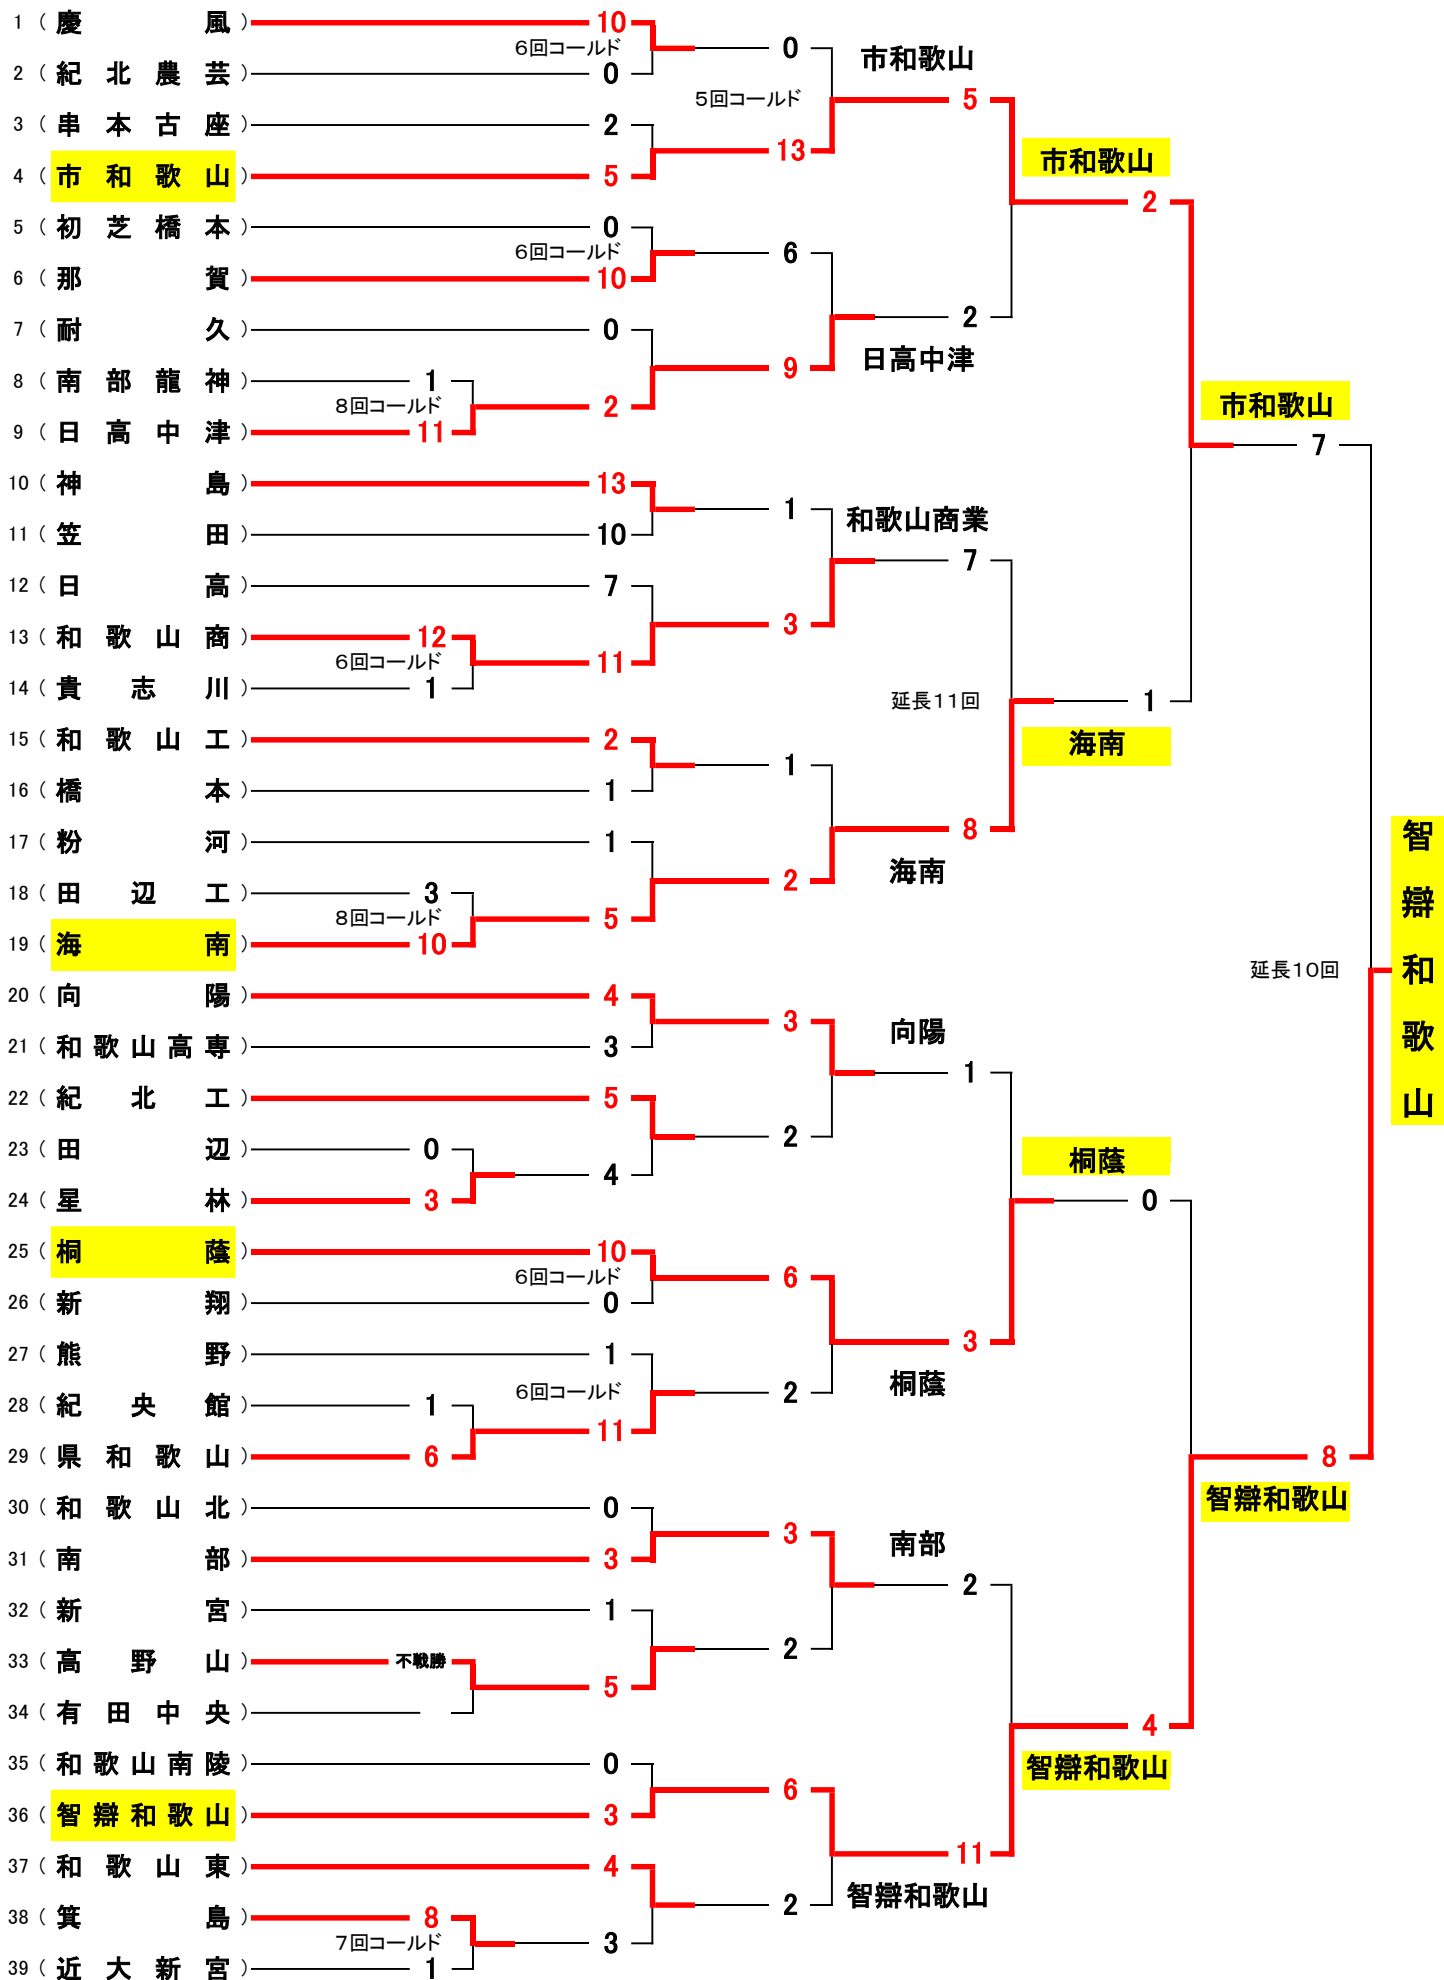 1 ( 慶風 ) 10
6回コールド
0
市和歌山
2 ( 紀北農芸 ) 0
5回コールド
5
3 ( 串本古座 ) 2
13
市和歌山
4 ( 市和歌山 ) 5
2
5 ( 初芝橋本 ) 0
6回コールド
6
6 ( 那賀 ) 10
2
7 ( 耐久 ) 0
日高中津
9
8 ( 南部龍神 ) 1
8回コールド
2
市和歌山
9 ( 日高中津 ) 11
7
10 ( 神島 ) 13
1
和歌山商業
11 ( 笠田 ) 10
7
12 ( 日高 ) 7
3
13 ( 和歌山商 ) 12
6回コールド
11
14 ( 貴志川 ) 1
延長11回
1
15 ( 和歌山工 ) 2
海南
1
16 ( 橋本 ) 1
8
17 ( 粉河 ) 1
海南
2
18 ( 田辺工 ) 3
8回コールド
5
19 ( 海南 ) 10
延長10回
智辯和歌山
20 ( 向陽 ) 4
3
向陽
21 ( 和歌山高専 ) 3
1
22 ( 紀北工 ) 5
2
23 ( 田辺 ) 0
4
桐蔭
24 ( 星林 ) 3
0
25 ( 桐蔭 ) 10
6回コールド
6
26 ( 新翔 ) 0
3
27 ( 熊野 ) 1
6回コールド
2
桐蔭
28 ( 紀央館 ) 1
11
29 ( 県和歌山 ) 6
8
智辯和歌山
30 ( 和歌山北 ) 0
3
南部
31 ( 南部 ) 3
2
32 ( 新宮 ) 1
2
33 ( 高野山 ) 不戦勝
5
34 ( 有田中央 )
4
35 ( 和歌山南陵 ) 0
6
智辯和歌山
36 ( 智辯和歌山 ) 3
11
37 ( 和歌山東 ) 4
2
智辯和歌山
38 ( 箕島 ) 8
7回コールド
3
39 ( 近大新宮 ) 1